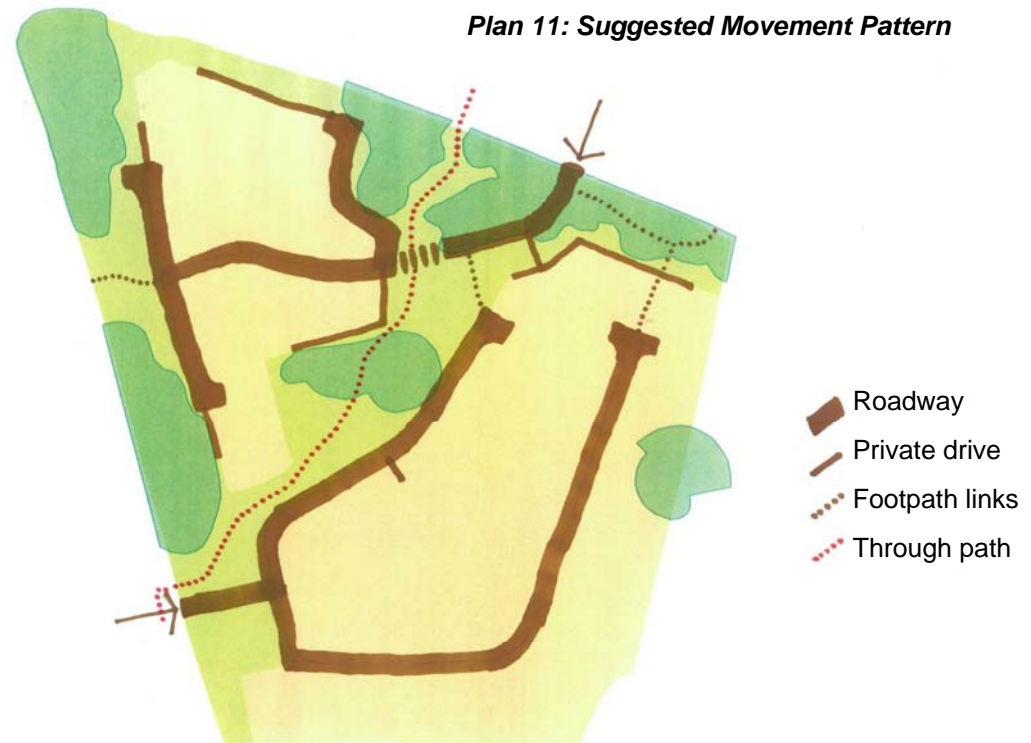 Plan 11: Suggested Movement Pattern
Roadway
Private drive
Footpath links
Through path